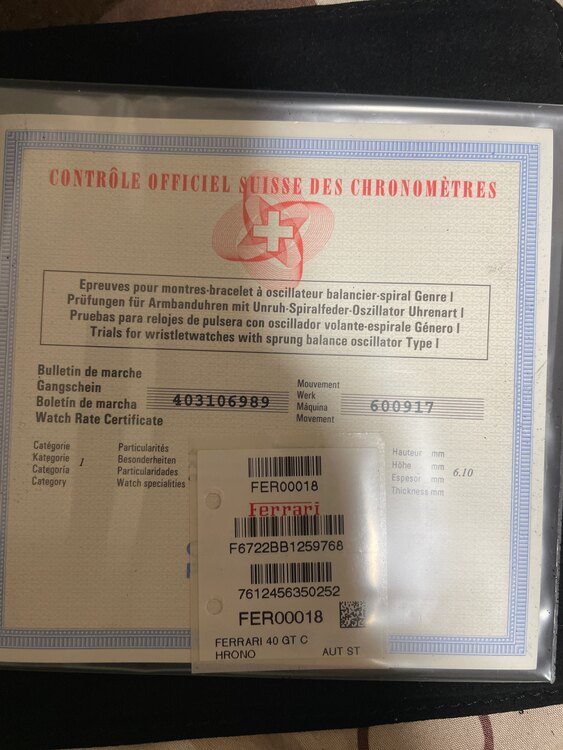 CONTRÔLE OFFICIEL SUISSE DES CHRONOMÈTRES
Epreuves pour montres-bracelet à oscillateur balancier-spiral Genre I
Prüfungen für Armbanduhren mit Unruh-Spiralfeder-Oszillator Uhrenart I
Pruebas para relojes de pulsera con oscillador volante-espirale Género I
Trials for wristletwatches with sprung balance oscillator Type I
Bulletin de marche
Gangschein
Boletín de marcha
Watch Rate Certificate
403106989
Mouvement
Werk
Máquina
Movement
600917
Catégorie
Kategorie
Categoria
Category
1
Particularités
Besonderheiten
Particularidades
Watch specialities
Hauteur mm
Höhe mm
Espesor mm
Thickness mm
6.10
FER00018
Ferrari
F6722BB1259768
7612456350252
FER00018
FERRARI 40 GT C
HRONO AUT ST